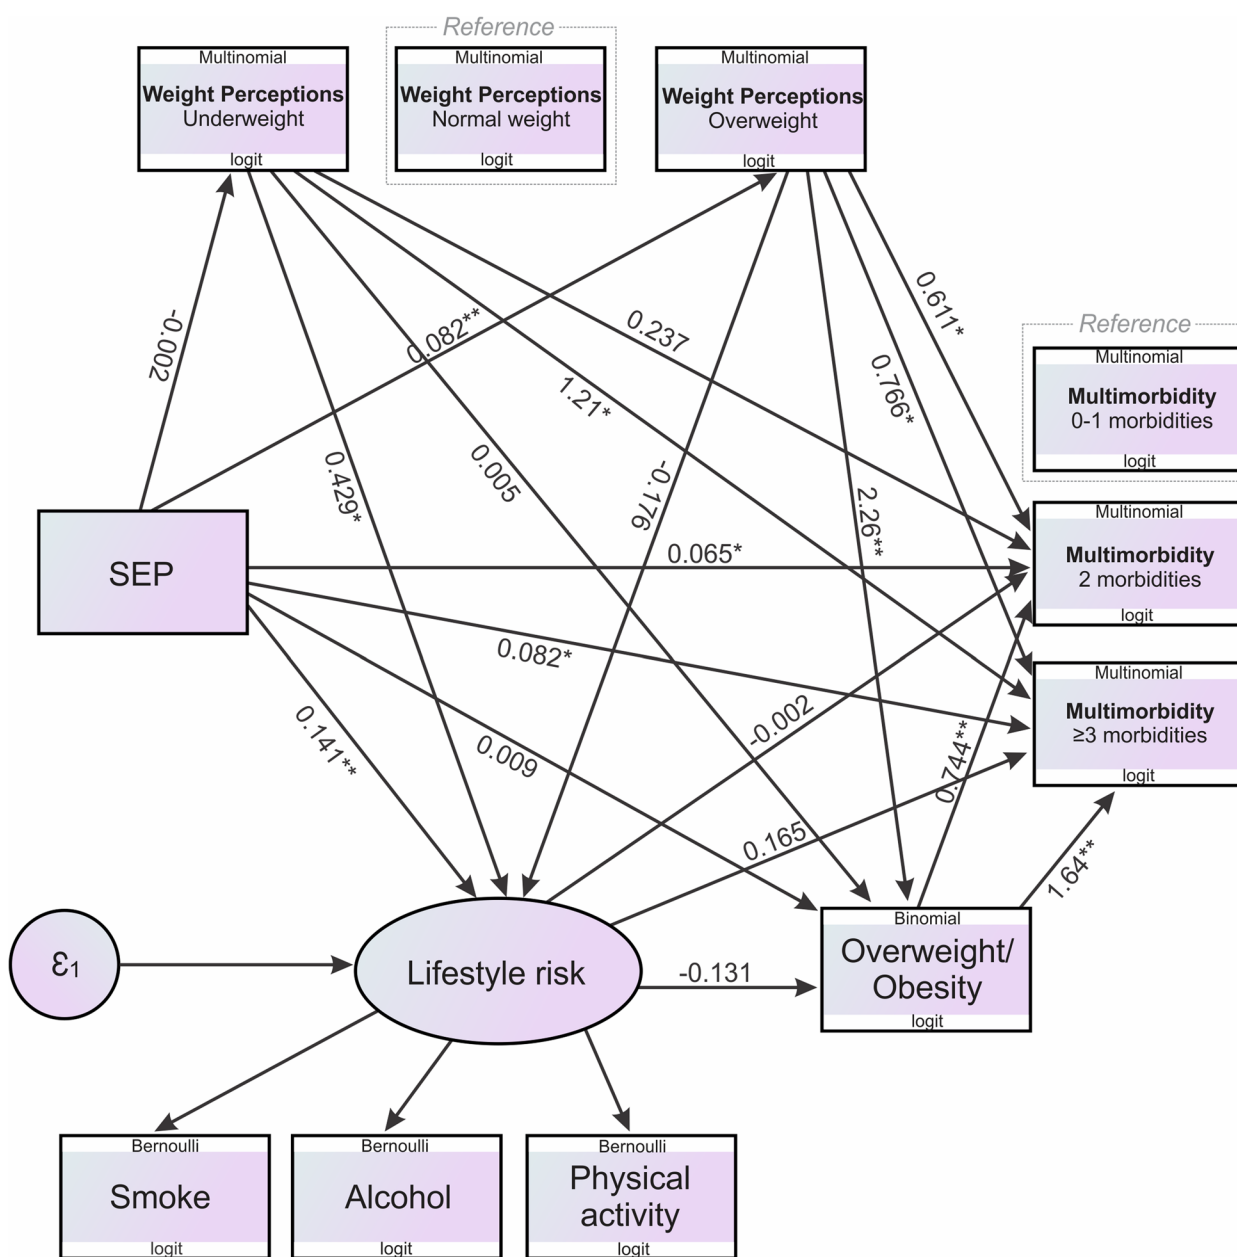 Reference
Multinomial
Weight Perceptions
Underweight
logit
Multinomial
Weight Perceptions
Normal weight
logit
Multinomial
Weight Perceptions
Overweight
logit
-0.002
0.082**
0.237
0.611*
1.21*
0.766*
0.429*
0.005
-0.176
2.26**
Reference
Multinomial
Multimorbidity
0-1 morbidities
logit
SEP
0.065*
Multinomial
Multimorbidity
2 morbidities
logit
0.082*
Multinomial
Multimorbidity
≥3 morbidities
logit
0.141**
0.009
-0.002
0.744**
0.165
1.64**
ε1
Lifestyle risk
-0.131
Binomial
Overweight/
Obesity
logit
Bernoulli
Smoke
logit
Bernoulli
Alcohol
logit
Bernoulli
Physical
activity
logit